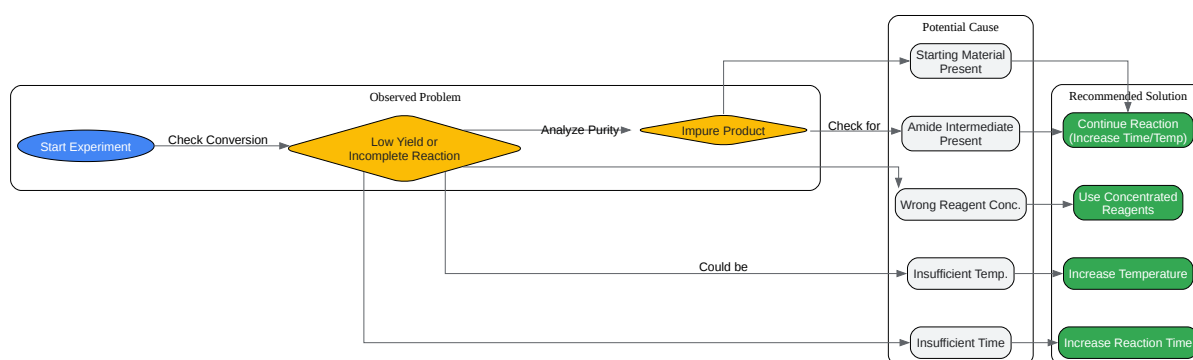 Potential Cause
Starting Material
Present
Observed Problem
Recommended Solution
Start Experiment
Check Conversion
Low Yield or
Incomplete Reaction
Analyze Purity
Impure Product
Check for
Amide Intermediate
Present
Continue Reaction
(Increase Time/Temp)
Wrong Reagent Conc.
Use Concentrated
Reagents
Could be
Insufficient Temp.
Increase Temperature
Insufficient Time
Increase Reaction Time